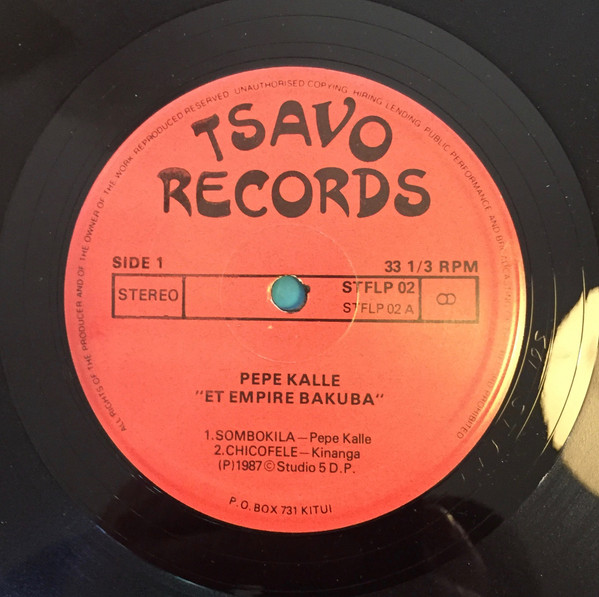 ALL RIGHTS OF THE PRODUCER AND OF THE OWNER OF THE WORK REPRODUCED RESERVED. UNAUTHORISED COPYING, HIRING LENDING, PUBLIC PERFORMANCE AND BROADCASTING PROHIBITED
TSAVO
RECORDS
SIDE 1
33 1/3 RPM
STEREO
STFLP 02
STFLP 02 A
PEPE KALLE
"ET EMPIRE BAKUBA"
1.SOMBOKILA — Pepe Kalle
2.CHICOFELE — Kinanga
(P)1987 © Studio 5 D.P.
P.O. BOX 731 KITUI